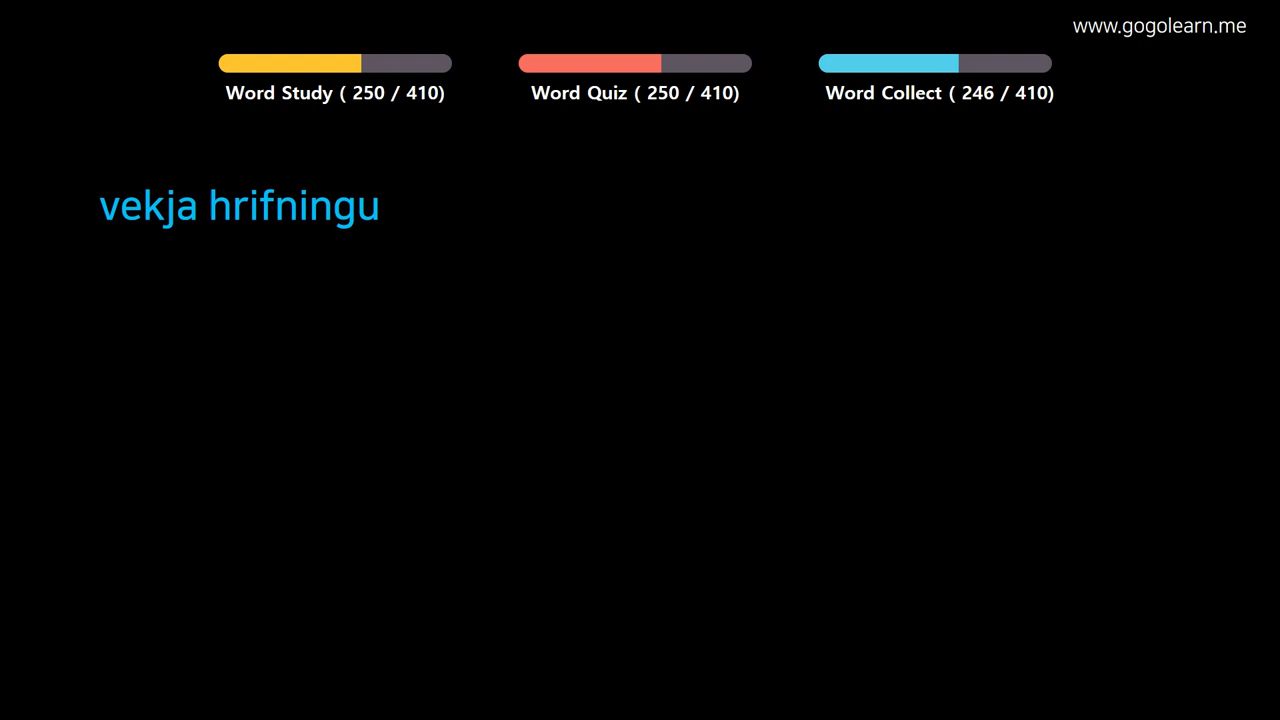 www.gogolearn.me
Word Study ( 250 / 410)
Word Quiz ( 250 / 410)
Word Collect ( 246 / 410)
vekja hrifningu